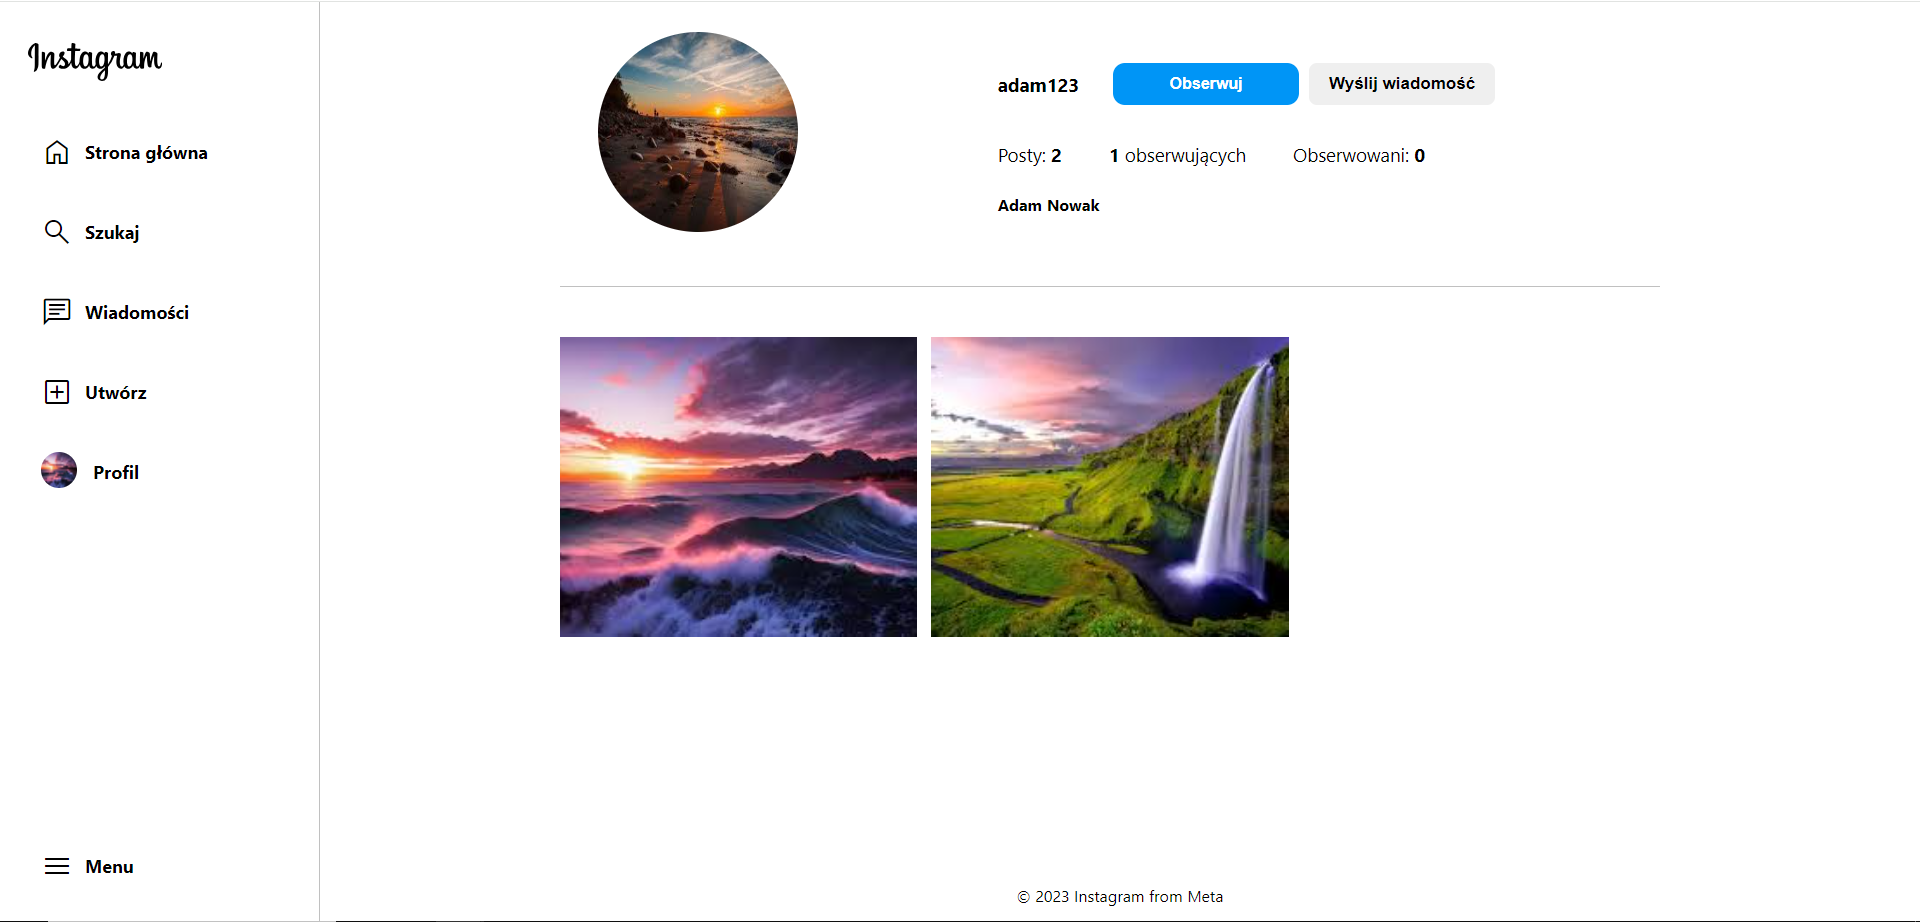 Instagram
Strona główna
Szukaj
Wiadomości
Utwórz
Profil
Menu
adam123 Obserwuj Wyślij wiadomość
Posty: 2 1 obserwujących Obserwowani: 0
Adam Nowak
© 2023 Instagram from Meta